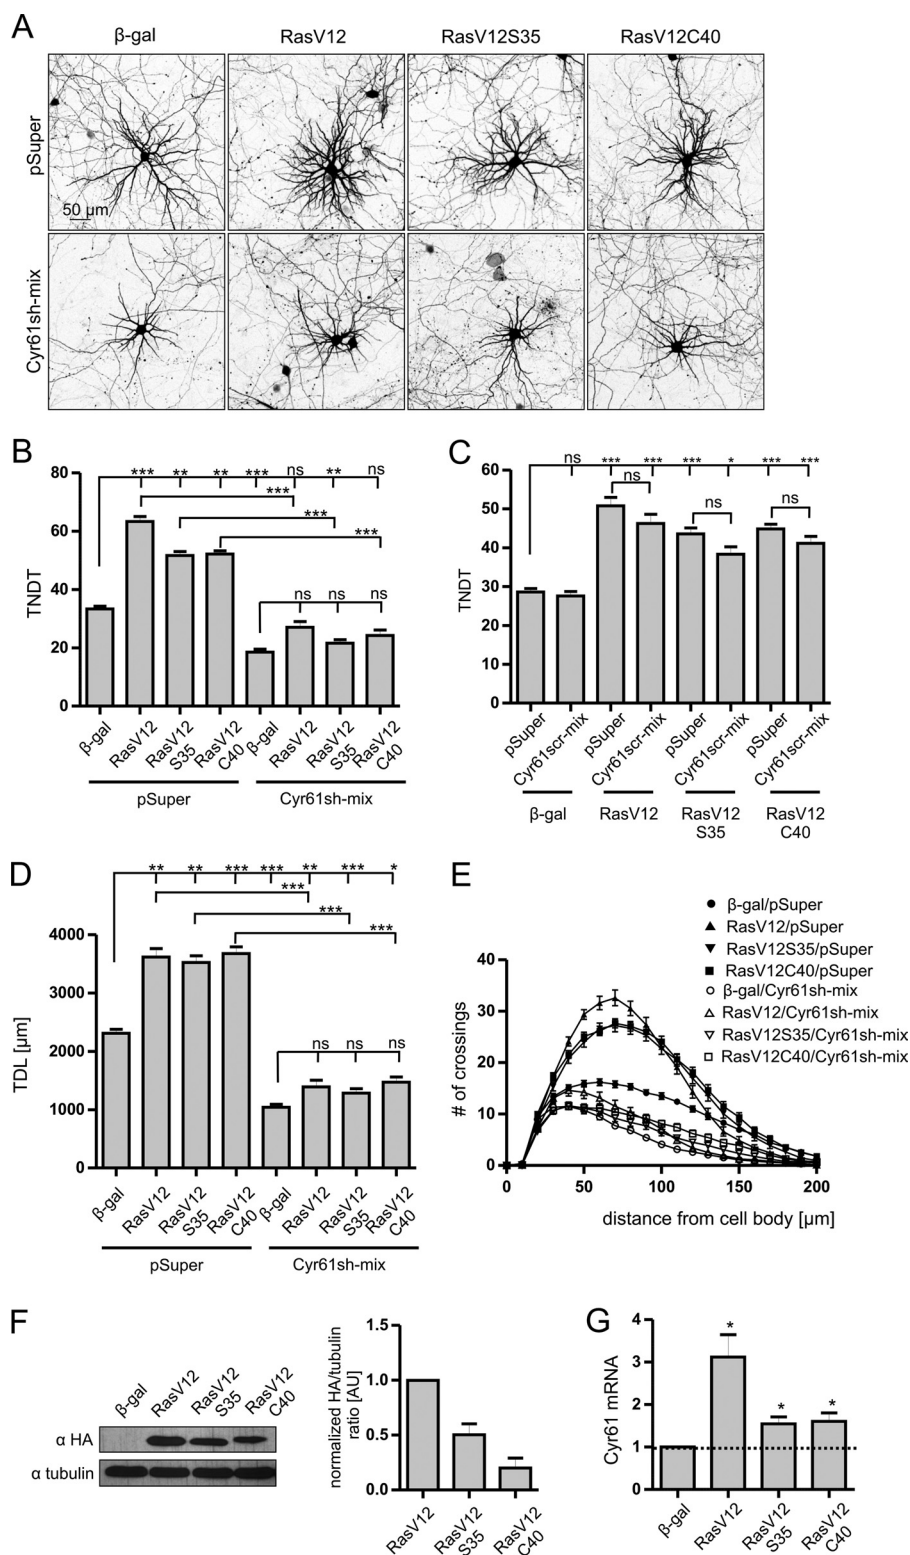 A
β-gal RasV12 RasV12S35 RasV12C40
pSuper
50 µm
Cyr61sh-mix
B
*** ** ** *** ns ** ns
***
***
***
ns ns ns
TNDT
80
60
40
20
0
β-gal RasV12 RasV12 S35 RasV12 C40 β-gal RasV12 RasV12 S35 RasV12 C40
pSuper Cyr61sh-mix
C
ns *** *** *** * *** ***
ns ns ns
TNDT
60
50
40
30
20
10
0
pSuper Cyr61scr-mix pSuper Cyr61scr-mix pSuper Cyr61scr-mix pSuper Cyr61scr-mix
β-gal RasV12 RasV12 RasV12
S35 C40
D
** ** *** *** ** *** *
***
***
***
ns ns ns
TDL [µm]
4000
3000
2000
1000
0
β-gal RasV12 RasV12 S35 RasV12 C40 β-gal RasV12 RasV12 S35 RasV12 C40
pSuper Cyr61sh-mix
E
β-gal/pSuper
RasV12/pSuper
RasV12S35/pSuper
RasV12C40/pSuper
β-gal/Cyr61sh-mix
RasV12/Cyr61sh-mix
RasV12S35/Cyr61sh-mix
RasV12C40/Cyr61sh-mix
# of crossings
40
30
20
10
0
0 50 100 150 200
distance from cell body [µm]
F
β-gal RasV12 RasV12 S35 RasV12 C40
α HA
α tubulin
normalized HA/tubulin
ratio [AU]
1.5
1.0
0.5
0.0
RasV12 RasV12 S35 RasV12 C40
G
Cyr61 mRNA
4
3
2
1
0
* * *
β-gal RasV12 RasV12 S35 RasV12 C40